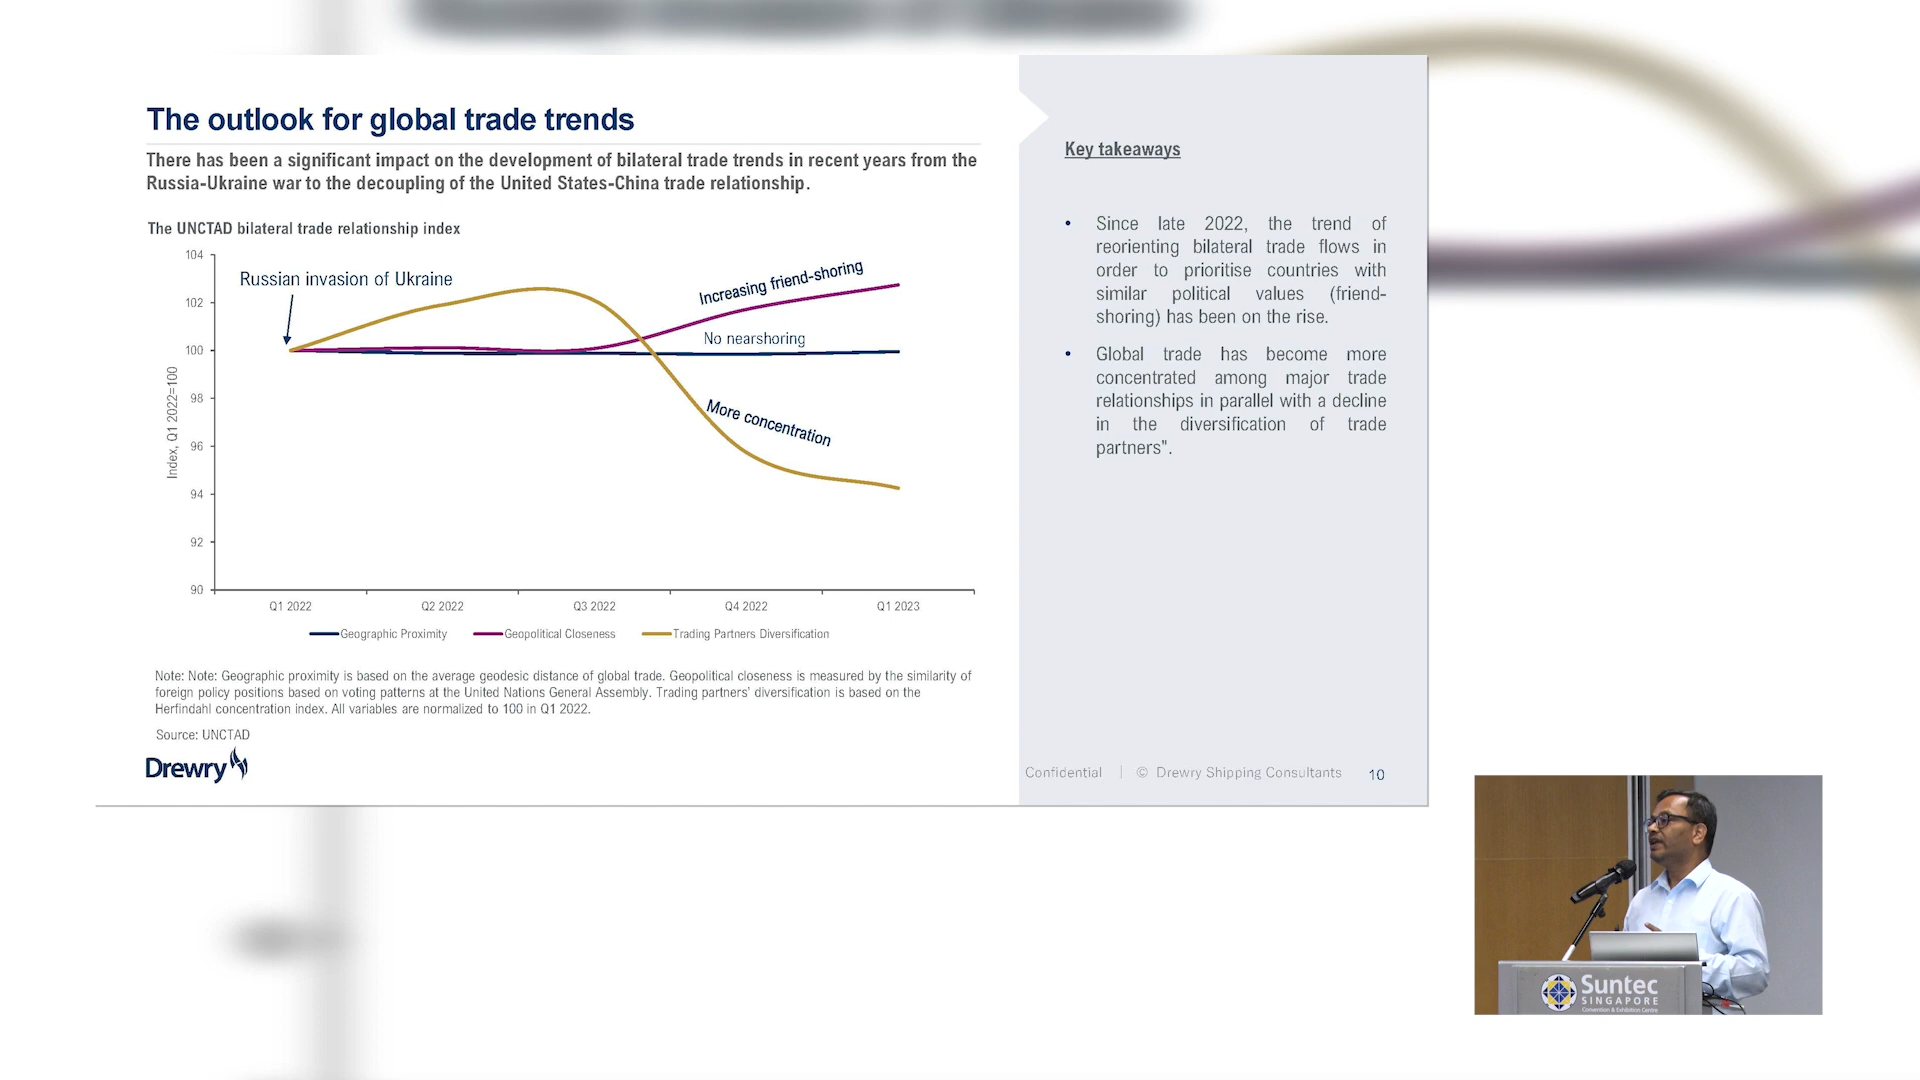 The outlook for global trade trends
There has been a significant impact on the development of bilateral trade trends in recent years from the
Russia-Ukraine war to the decoupling of the United States-China trade relationship.
The UNCTAD bilateral trade relationship index
104
102
100
98
96
94
92
90
Index, Q1 2022=100
Russian invasion of Ukraine
Increasing friend-shoring
No nearshoring
More concentration
Q1 2022
Q2 2022
Q3 2022
Q4 2022
Q1 2023
Geographic Proximity
Geopolitical Closeness
Trading Partners Diversification
Note: Note: Geographic proximity is based on the average geodesic distance of global trade. Geopolitical closeness is measured by the similarity of
foreign policy positions based on voting patterns at the United Nations General Assembly. Trading partners' diversification is based on the
Herfindahl concentration index. All variables are normalized to 100 in Q1 2022.
Source: UNCTAD
Drewry
Key takeaways
• Since late 2022, the trend of
reorienting bilateral trade flows in
order to prioritise countries with
similar political values (friend-
shoring) has been on the rise.
• Global trade has become more
concentrated among major trade
relationships in parallel with a decline
in the diversification of trade
partners".
Confidential | © Drewry Shipping Consultants 10
Suntec
SINGAPORE
Convention & Exhibition Centre